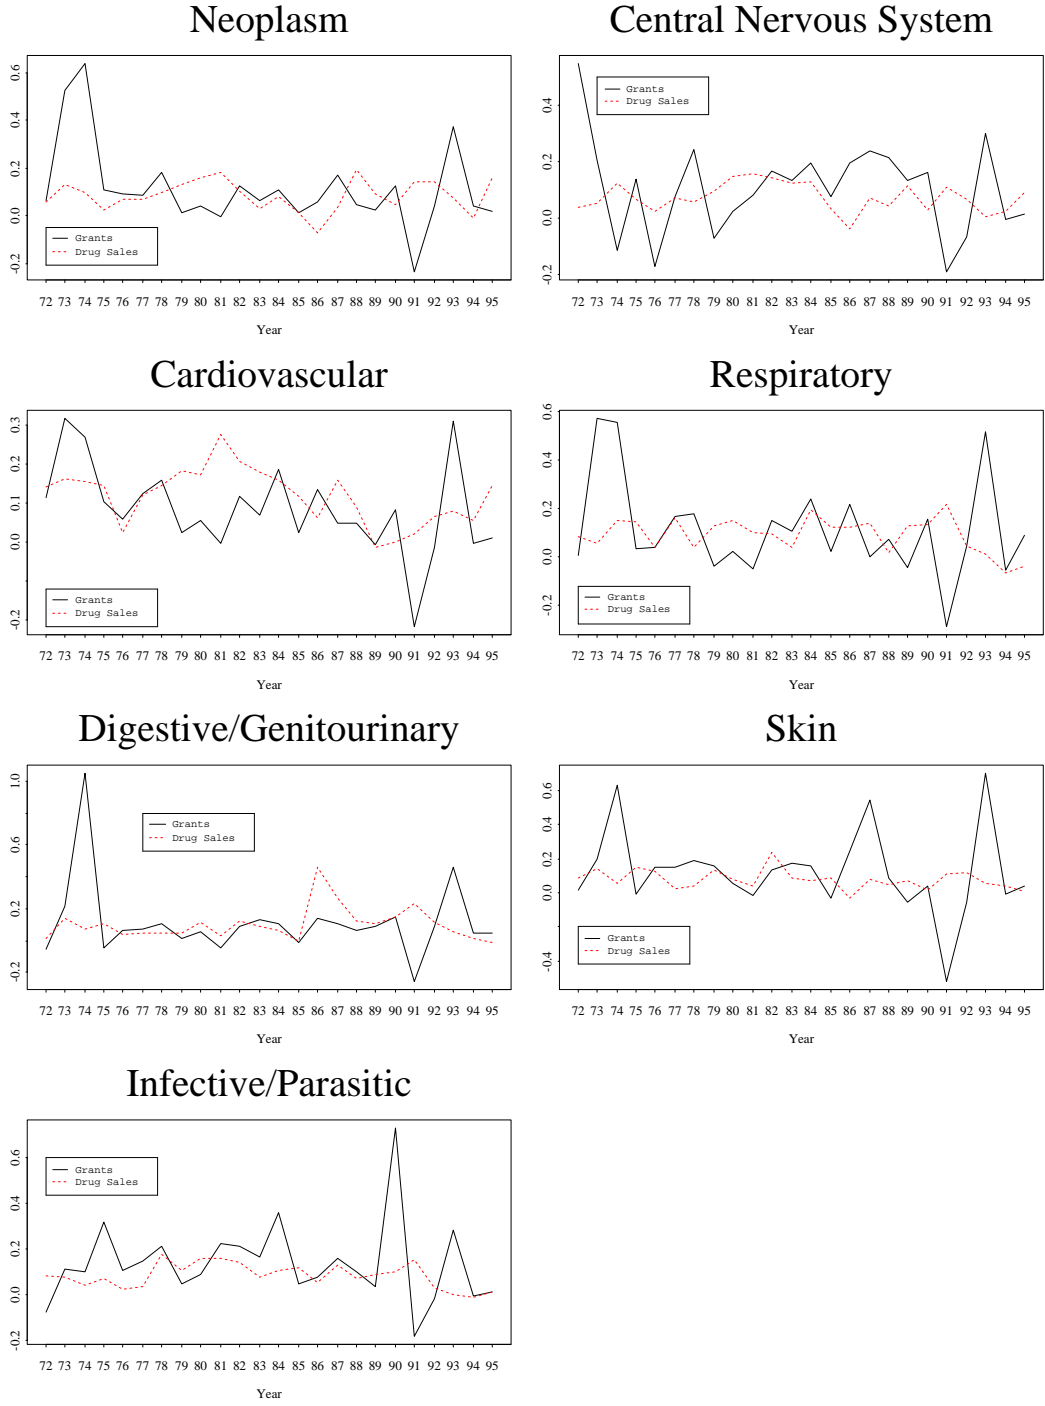 Neoplasm
0.6
0.4
0.2
0.0
-0.2
Grants
Drug Sales
72 73 74 75 76 77 78 79 80 81 82 83 84 85 86 87 88 89 90 91 92 93 94 95
Year
Central Nervous System
0.4
0.2
0.0
-0.2
Grants
Drug Sales
72 73 74 75 76 77 78 79 80 81 82 83 84 85 86 87 88 89 90 91 92 93 94 95
Year
Cardiovascular
0.3
0.2
0.1
0.0
-0.2
Grants
Drug Sales
72 73 74 75 76 77 78 79 80 81 82 83 84 85 86 87 88 89 90 91 92 93 94 95
Year
Respiratory
0.6
0.4
0.2
0.0
-0.2
Grants
Drug Sales
72 73 74 75 76 77 78 79 80 81 82 83 84 85 86 87 88 89 90 91 92 93 94 95
Year
Digestive/Genitourinary
1.0
0.6
0.2
-0.2
Grants
Drug Sales
72 73 74 75 76 77 78 79 80 81 82 83 84 85 86 87 88 89 90 91 92 93 94 95
Year
Skin
0.6
0.4
0.2
0.0
-0.4
Grants
Drug Sales
72 73 74 75 76 77 78 79 80 81 82 83 84 85 86 87 88 89 90 91 92 93 94 95
Year
Infective/Parasitic
0.6
0.4
0.2
0.0
-0.2
Grants
Drug Sales
72 73 74 75 76 77 78 79 80 81 82 83 84 85 86 87 88 89 90 91 92 93 94 95
Year